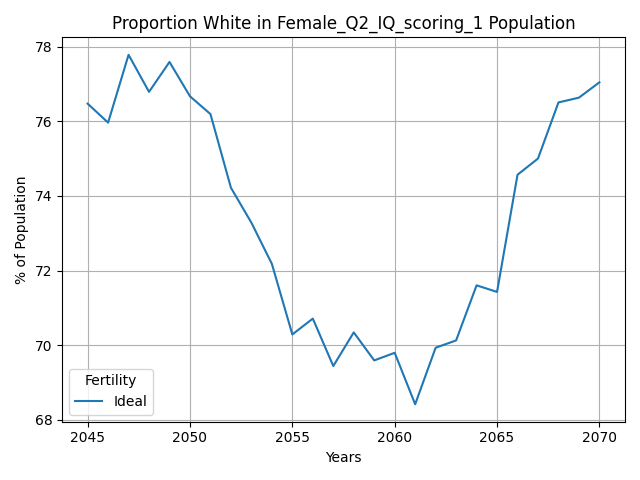 Proportion White in Female_Q2_IQ_scoring_1 Population
% of Population
78
76
74
72
70
68
Fertility
Ideal
2045
2050
2055
2060
2065
2070
Years